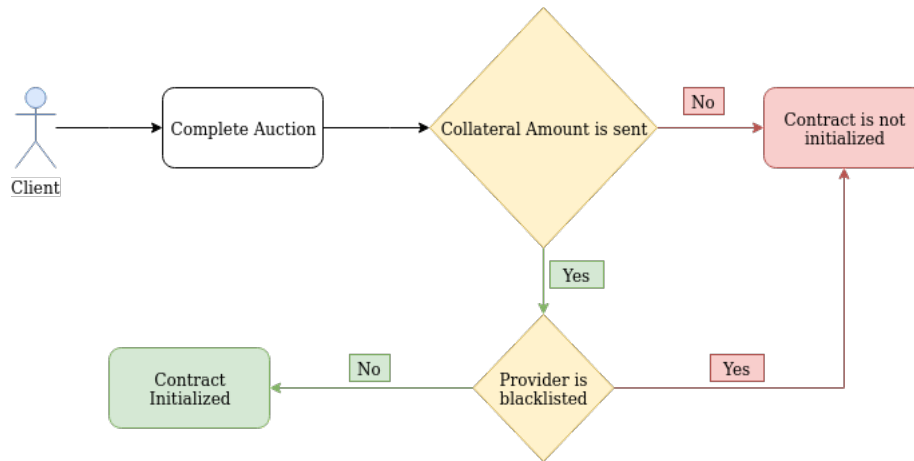 Client
Complete Auction
Collateral Amount is sent
No
Contract is not
initialized
Yes
Provider is
blacklisted
No
Contract
Initialized
Yes